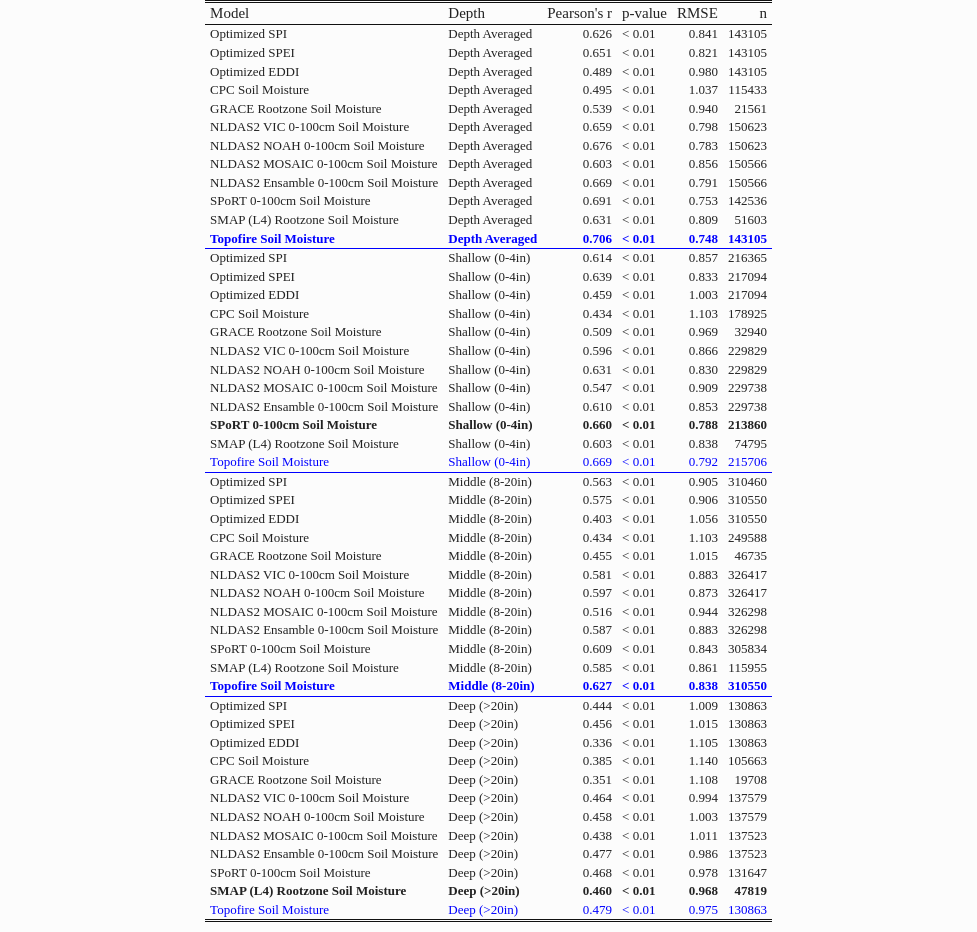 Model Depth Pearson's r p-value RMSE n
Optimized SPI Depth Averaged 0.626 < 0.01 0.841 143105
Optimized SPEI Depth Averaged 0.651 < 0.01 0.821 143105
Optimized EDDI Depth Averaged 0.489 < 0.01 0.980 143105
CPC Soil Moisture Depth Averaged 0.495 < 0.01 1.037 115433
GRACE Rootzone Soil Moisture Depth Averaged 0.539 < 0.01 0.940 21561
NLDAS2 VIC 0-100cm Soil Moisture Depth Averaged 0.659 < 0.01 0.798 150623
NLDAS2 NOAH 0-100cm Soil Moisture Depth Averaged 0.676 < 0.01 0.783 150623
NLDAS2 MOSAIC 0-100cm Soil Moisture Depth Averaged 0.603 < 0.01 0.856 150566
NLDAS2 Ensamble 0-100cm Soil Moisture Depth Averaged 0.669 < 0.01 0.791 150566
SPoRT 0-100cm Soil Moisture Depth Averaged 0.691 < 0.01 0.753 142536
SMAP (L4) Rootzone Soil Moisture Depth Averaged 0.631 < 0.01 0.809 51603
Topofire Soil Moisture Depth Averaged 0.706 < 0.01 0.748 143105
Optimized SPI Shallow (0-4in) 0.614 < 0.01 0.857 216365
Optimized SPEI Shallow (0-4in) 0.639 < 0.01 0.833 217094
Optimized EDDI Shallow (0-4in) 0.459 < 0.01 1.003 217094
CPC Soil Moisture Shallow (0-4in) 0.434 < 0.01 1.103 178925
GRACE Rootzone Soil Moisture Shallow (0-4in) 0.509 < 0.01 0.969 32940
NLDAS2 VIC 0-100cm Soil Moisture Shallow (0-4in) 0.596 < 0.01 0.866 229829
NLDAS2 NOAH 0-100cm Soil Moisture Shallow (0-4in) 0.631 < 0.01 0.830 229829
NLDAS2 MOSAIC 0-100cm Soil Moisture Shallow (0-4in) 0.547 < 0.01 0.909 229738
NLDAS2 Ensamble 0-100cm Soil Moisture Shallow (0-4in) 0.610 < 0.01 0.853 229738
SPoRT 0-100cm Soil Moisture Shallow (0-4in) 0.660 < 0.01 0.788 213860
SMAP (L4) Rootzone Soil Moisture Shallow (0-4in) 0.603 < 0.01 0.838 74795
Topofire Soil Moisture Shallow (0-4in) 0.669 < 0.01 0.792 215706
Optimized SPI Middle (8-20in) 0.563 < 0.01 0.905 310460
Optimized SPEI Middle (8-20in) 0.575 < 0.01 0.906 310550
Optimized EDDI Middle (8-20in) 0.403 < 0.01 1.056 310550
CPC Soil Moisture Middle (8-20in) 0.434 < 0.01 1.103 249588
GRACE Rootzone Soil Moisture Middle (8-20in) 0.455 < 0.01 1.015 46735
NLDAS2 VIC 0-100cm Soil Moisture Middle (8-20in) 0.581 < 0.01 0.883 326417
NLDAS2 NOAH 0-100cm Soil Moisture Middle (8-20in) 0.597 < 0.01 0.873 326417
NLDAS2 MOSAIC 0-100cm Soil Moisture Middle (8-20in) 0.516 < 0.01 0.944 326298
NLDAS2 Ensamble 0-100cm Soil Moisture Middle (8-20in) 0.587 < 0.01 0.883 326298
SPoRT 0-100cm Soil Moisture Middle (8-20in) 0.609 < 0.01 0.843 305834
SMAP (L4) Rootzone Soil Moisture Middle (8-20in) 0.585 < 0.01 0.861 115955
Topofire Soil Moisture Middle (8-20in) 0.627 < 0.01 0.838 310550
Optimized SPI Deep (>20in) 0.444 < 0.01 1.009 130863
Optimized SPEI Deep (>20in) 0.456 < 0.01 1.015 130863
Optimized EDDI Deep (>20in) 0.336 < 0.01 1.105 130863
CPC Soil Moisture Deep (>20in) 0.385 < 0.01 1.140 105663
GRACE Rootzone Soil Moisture Deep (>20in) 0.351 < 0.01 1.108 19708
NLDAS2 VIC 0-100cm Soil Moisture Deep (>20in) 0.464 < 0.01 0.994 137579
NLDAS2 NOAH 0-100cm Soil Moisture Deep (>20in) 0.458 < 0.01 1.003 137579
NLDAS2 MOSAIC 0-100cm Soil Moisture Deep (>20in) 0.438 < 0.01 1.011 137523
NLDAS2 Ensamble 0-100cm Soil Moisture Deep (>20in) 0.477 < 0.01 0.986 137523
SPoRT 0-100cm Soil Moisture Deep (>20in) 0.468 < 0.01 0.978 131647
SMAP (L4) Rootzone Soil Moisture Deep (>20in) 0.460 < 0.01 0.968 47819
Topofire Soil Moisture Deep (>20in) 0.479 < 0.01 0.975 130863